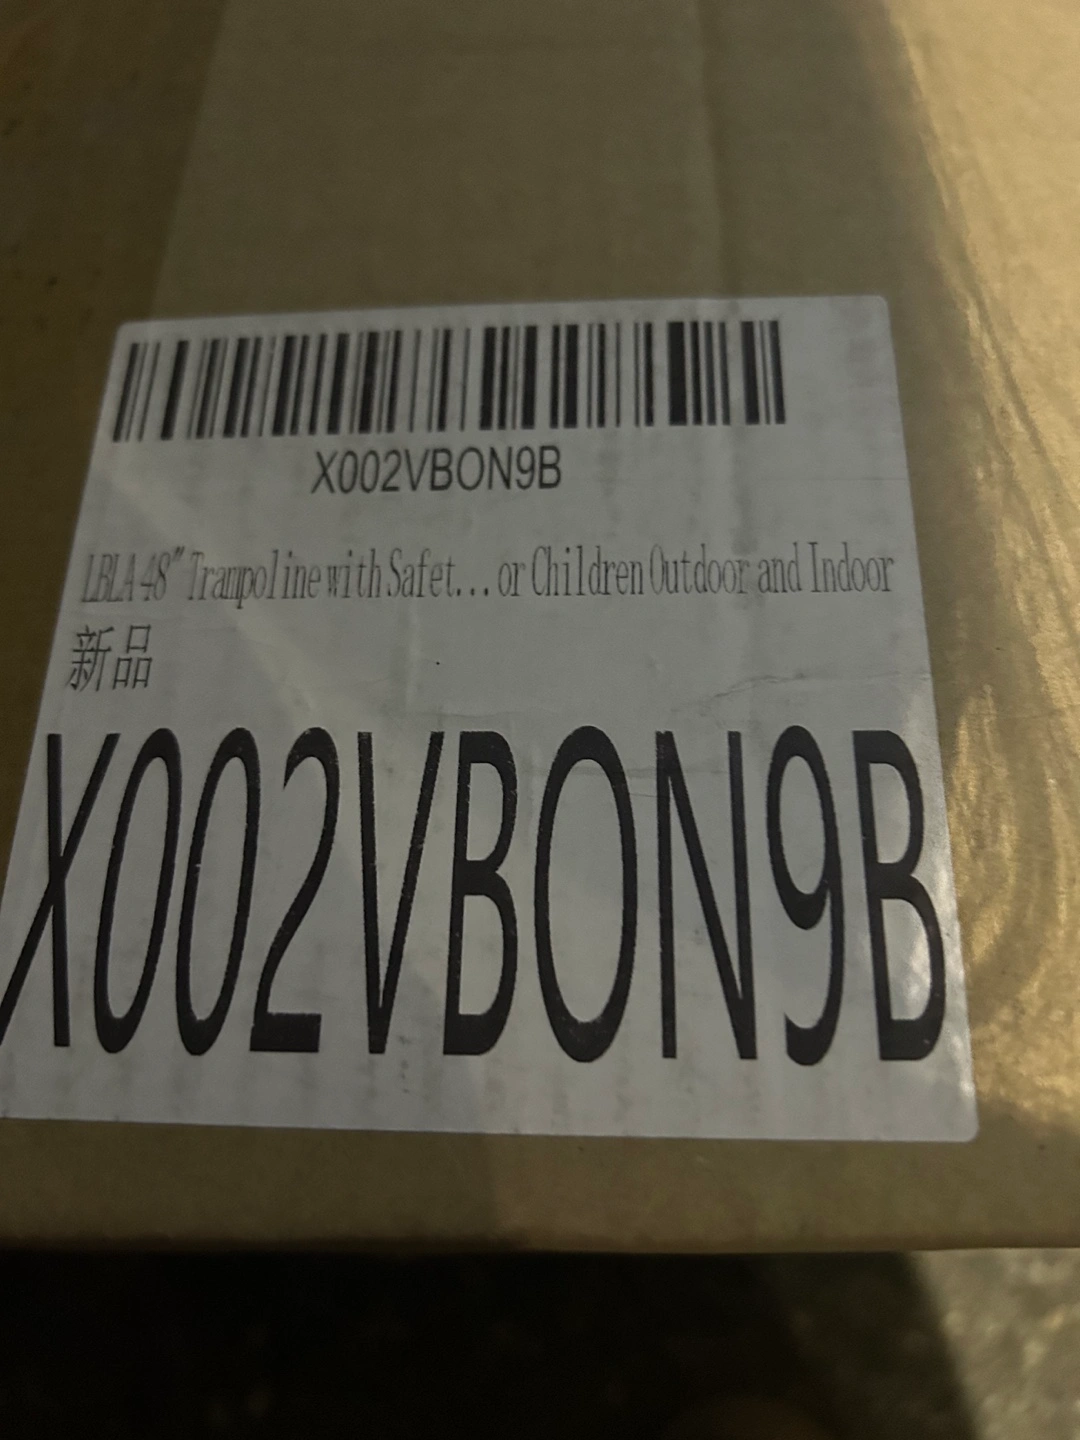 X002VBON9B
LBLA 48" Trampoline with Safet... or Children Outdoor and Indoor
新品
X002VBON9B